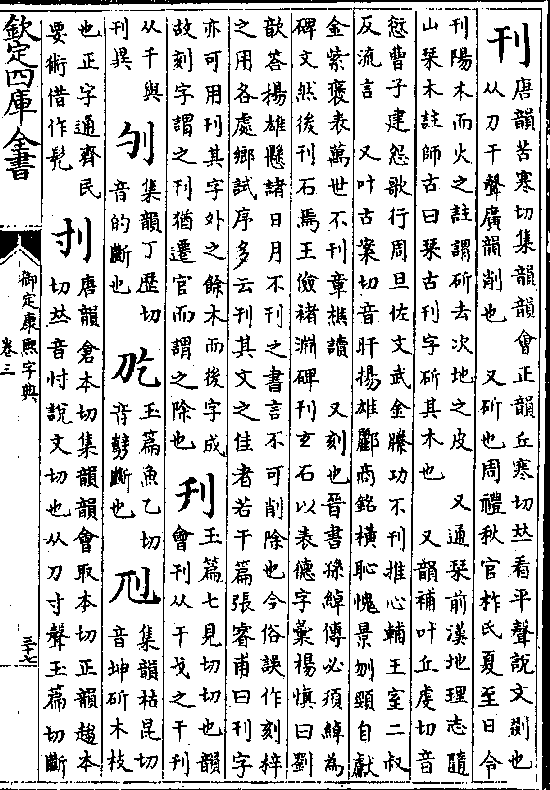 刊唐韻苦寒切集韻韻會正韻丘寒切𠀤看平聲說文剟也
从刀干聲廣韻削也　又斫也周禮秋官柞氏夏至日令
刊陽木而火之註謂斫去次地之皮　又通栞前漢地理志隨
山栞木註師古曰栞古刊字斫其木也　又韻補叶丘虔切音
愆曹子建怨歌行周旦佐文武金縢功不刊推心輔王室二叔
反流言　又叶古案切音肝揚雄酈商銘橫恥愧景刎頸自獻
金紫褒表萬世不刊章樵讀　又刻也晉書孫綽傳必須綽為
碑文然後刊石焉王儉褚淵碑刊玄石以表德字彙楊慎曰劉
歆答揚雄懸諸日月不刊之書言不可削除也今俗誤作刻梓
之用各處鄉試序多云刊其文之佳者若干篇張睿甫曰刊字
亦可用刊其字外之餘木而後字成
故刻字謂之刊猶遷官而謂之除也
刋玉篇七見切切也韻
會刊从干戈之干刋
从千與
刊異
刌集韻丁歷切
音的斷也
㓙玉篇魚乙切
音㔎斷也
𠚯集韻枯昆切
音坤斫木枝
也正字通齊民
要術借作髡
刌唐韻倉本切集韻韻會取本切正韻趨本
切𠀤音忖說文切也从刀寸聲玉篇切斷
欽定四庫全書
御定康熙字典
卷三
三十七